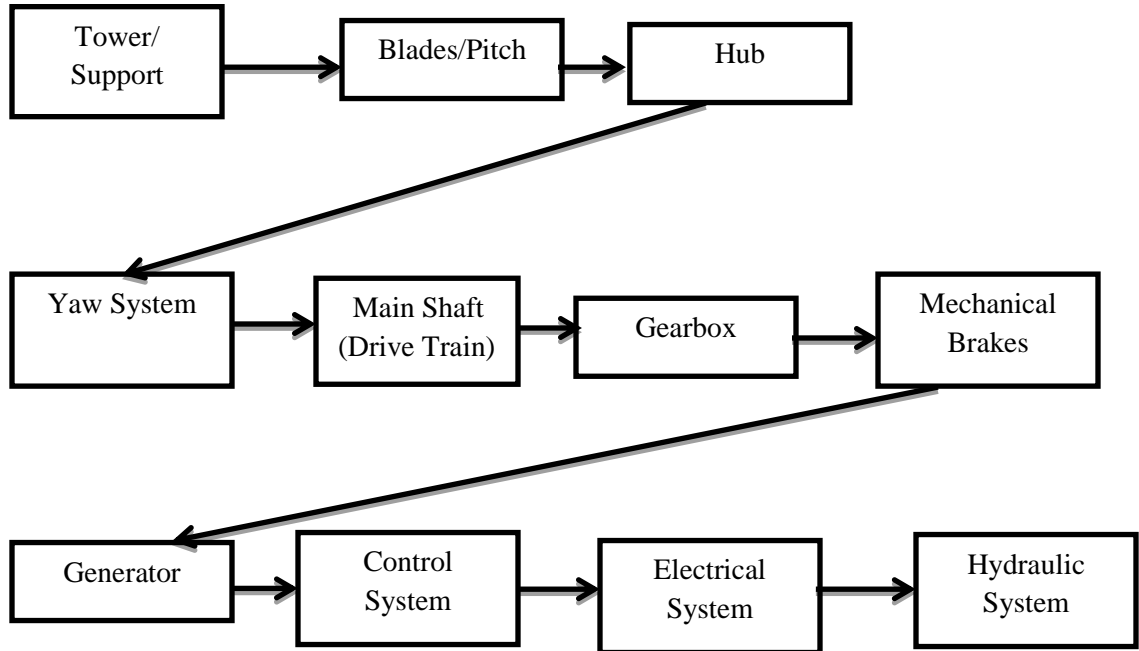 Tower/
Support
Blades/Pitch
Hub
Yaw System
Main Shaft
(Drive Train)
Gearbox
Mechanical
Brakes
Generator
Control
System
Electrical
System
Hydraulic
System